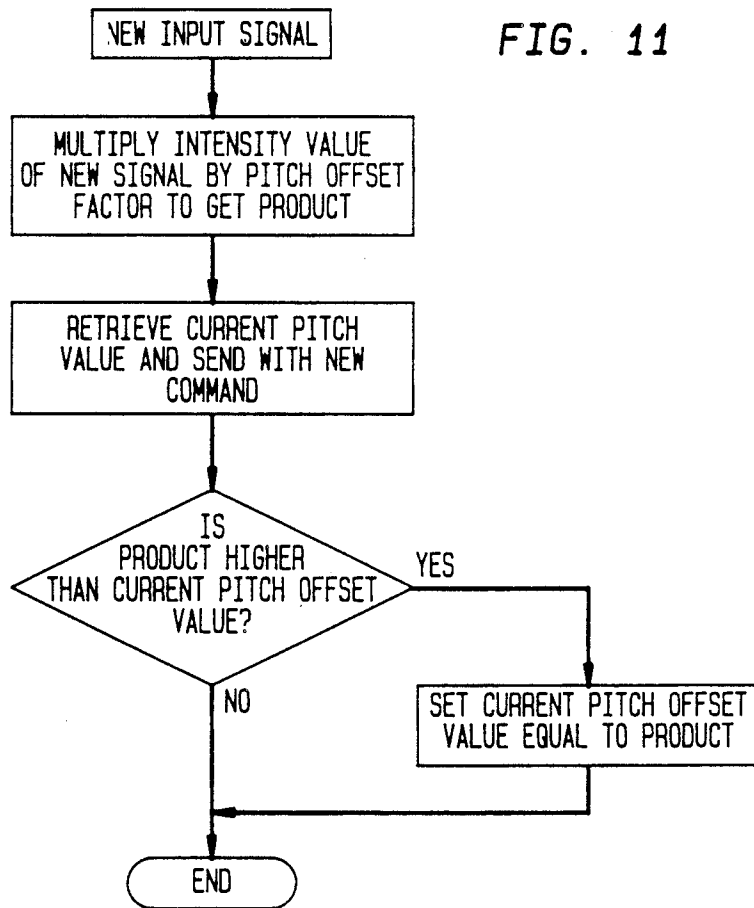 NEW INPUT SIGNAL
FIG. 11
MULTIPLY INTENSITY VALUE
OF NEW SIGNAL BY PITCH OFFSET
FACTOR TO GET PRODUCT
RETRIEVE CURRENT PITCH
VALUE AND SEND WITH NEW
COMMAND
IS
PRODUCT HIGHER
THAN CURRENT PITCH OFFSET
VALUE?
YES
NO
SET CURRENT PITCH OFFSET
VALUE EQUAL TO PRODUCT
END